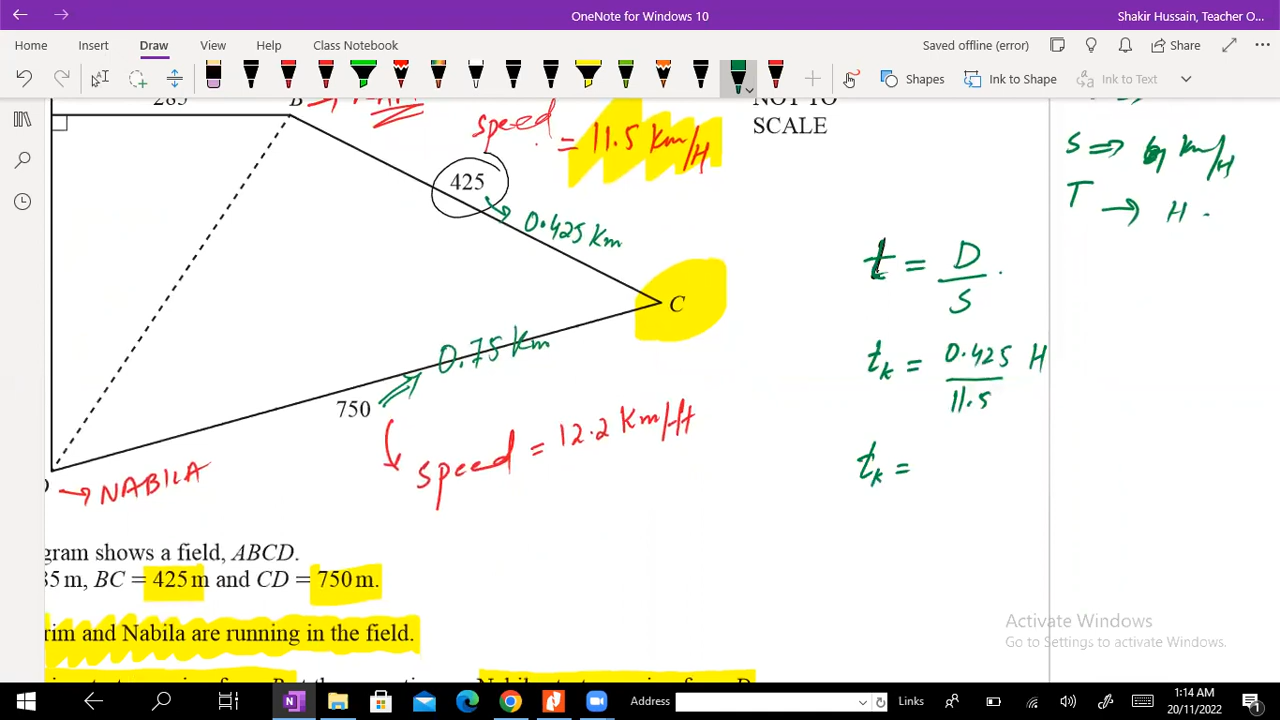 OneNote for Windows 10
Shakir Hussain, Teacher O...
Home Insert Draw View Help Class Notebook
Saved offline (error) Share
Shapes Ink to Shape Ink to Text
285 B
NOT TO
SCALE
speed
= 11.5 Km/H
425
0.425 Km
C
0.75 Km
750
speed = 12.2 Km/H
→ NABILA
S ⇒ Km/H
T → H
t = D/S
tK = 0.425/11.5 H
tK =
gram shows a field, ABCD.
35 m, BC = 425 m and CD = 750 m.
rim and Nabila are running in the field.
Activate Windows
Go to Settings to activate Windows.
Address Links
1:14 AM
20/11/2022